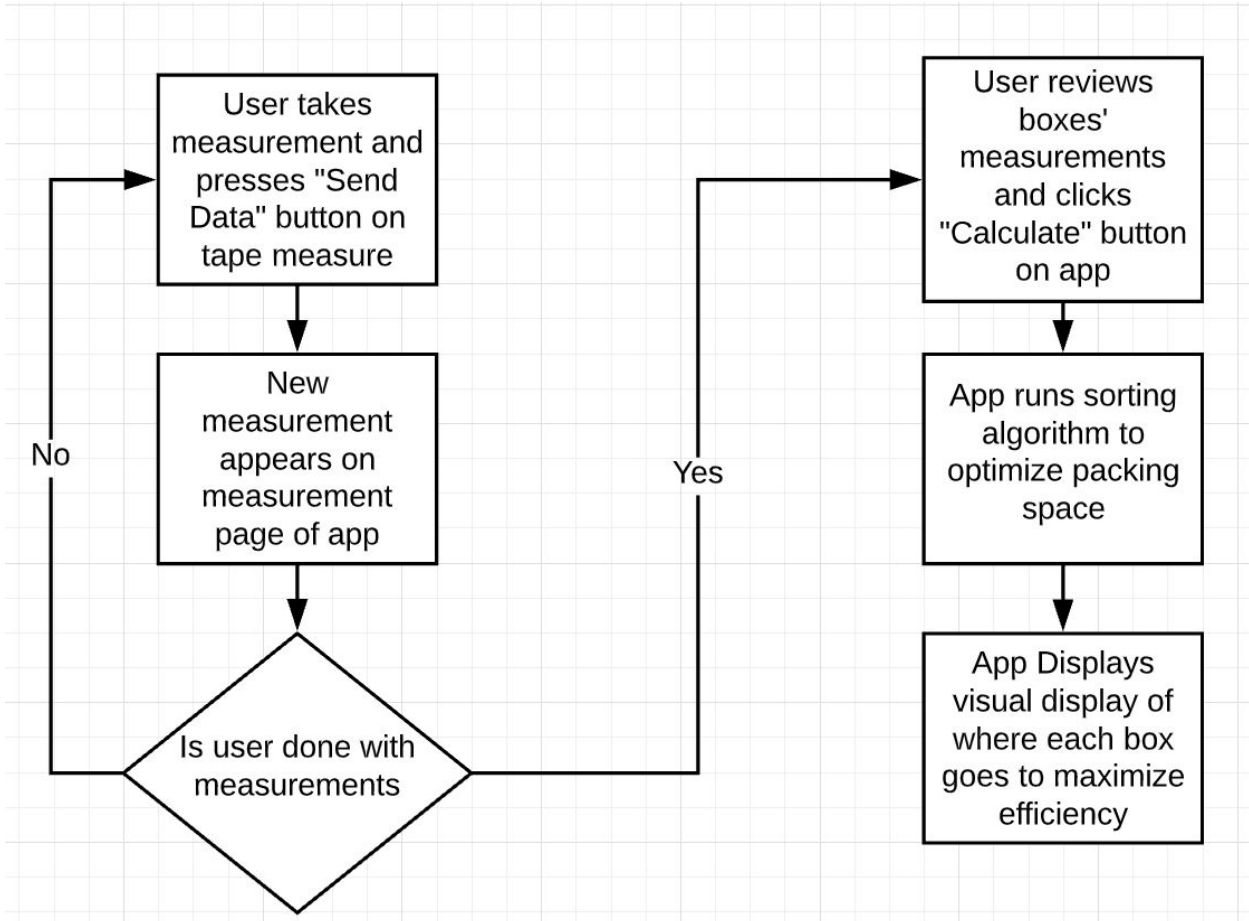 User takes
measurement and
presses "Send
Data" button on
tape measure
New
measurement
appears on
measurement
page of app
No
Is user done with
measurements
Yes
User reviews
boxes'
measurements
and clicks
"Calculate" button
on app
App runs sorting
algorithm to
optimize packing
space
App Displays
visual display of
where each box
goes to maximize
efficiency